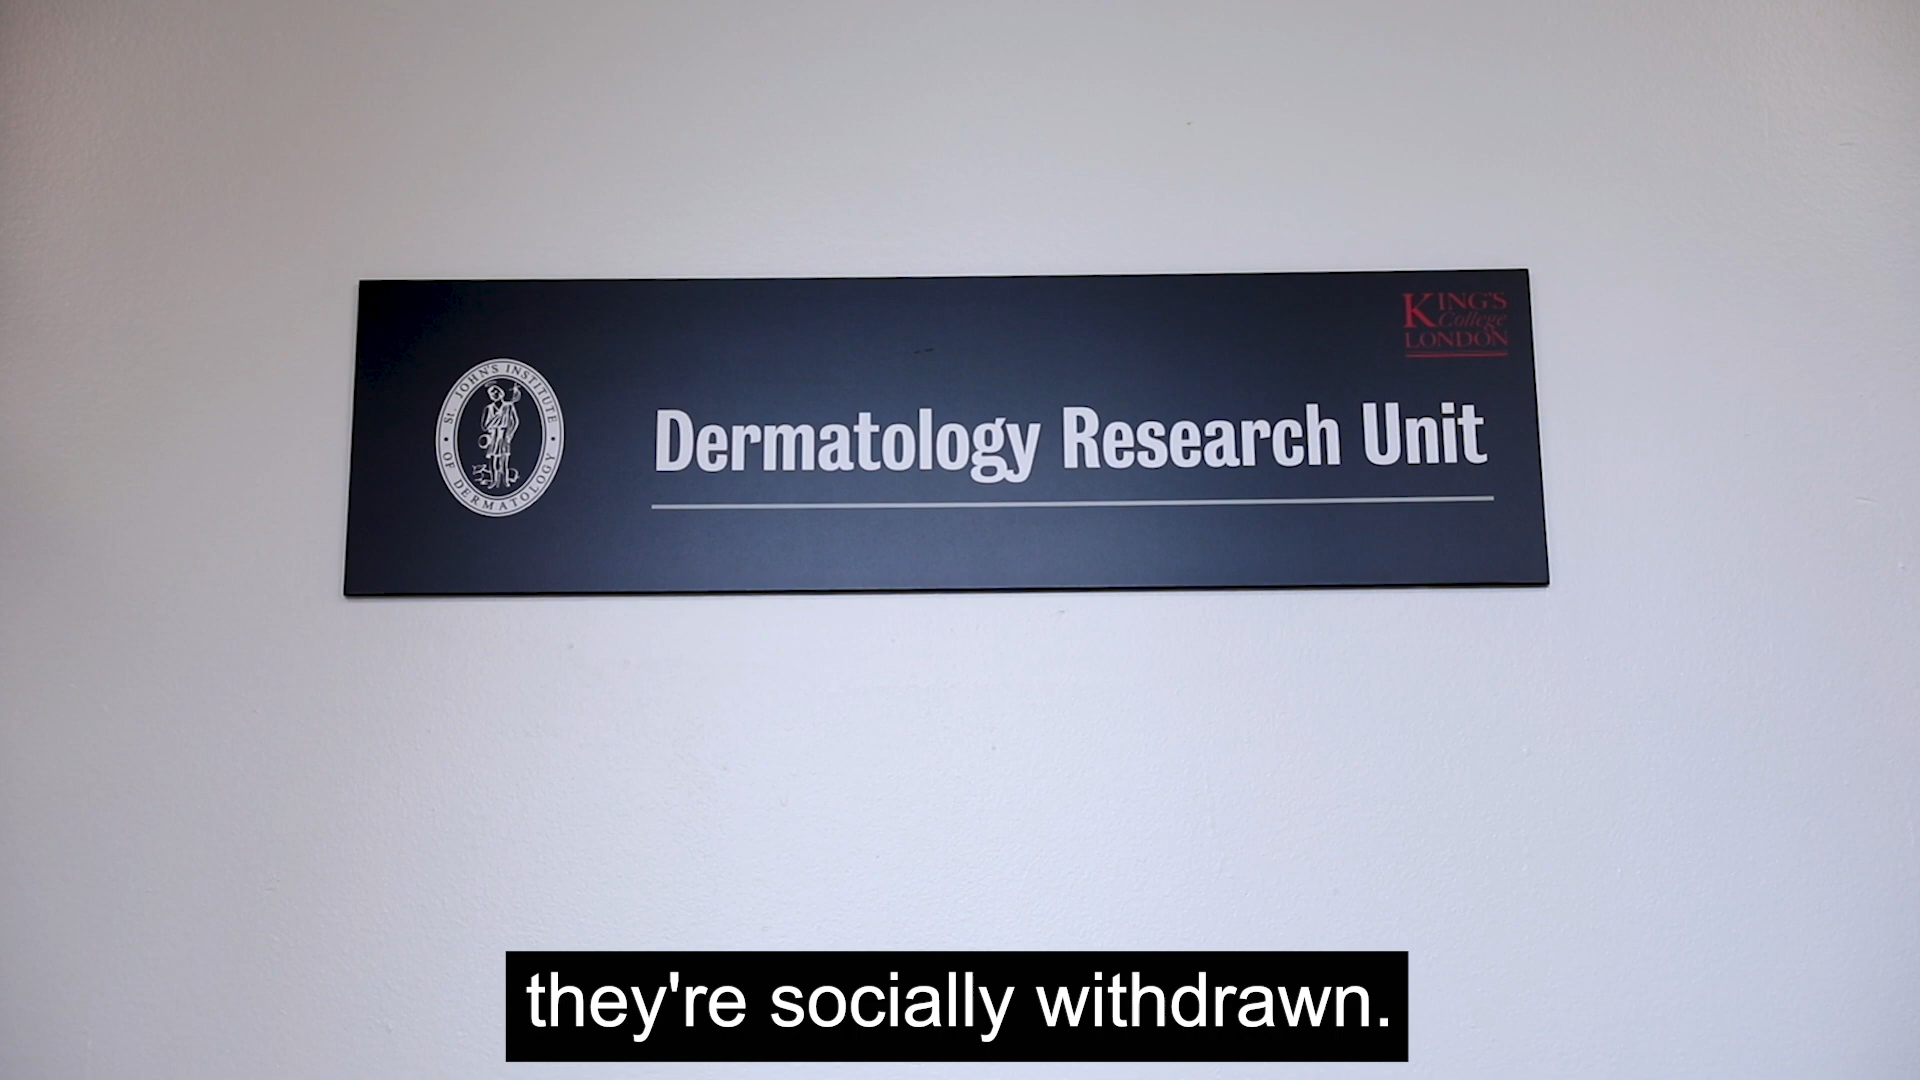 KING'S
College
LONDON
ST. JOHN'S INSTITUTE
OF DERMATOLOGY
Dermatology Research Unit
they're socially withdrawn.